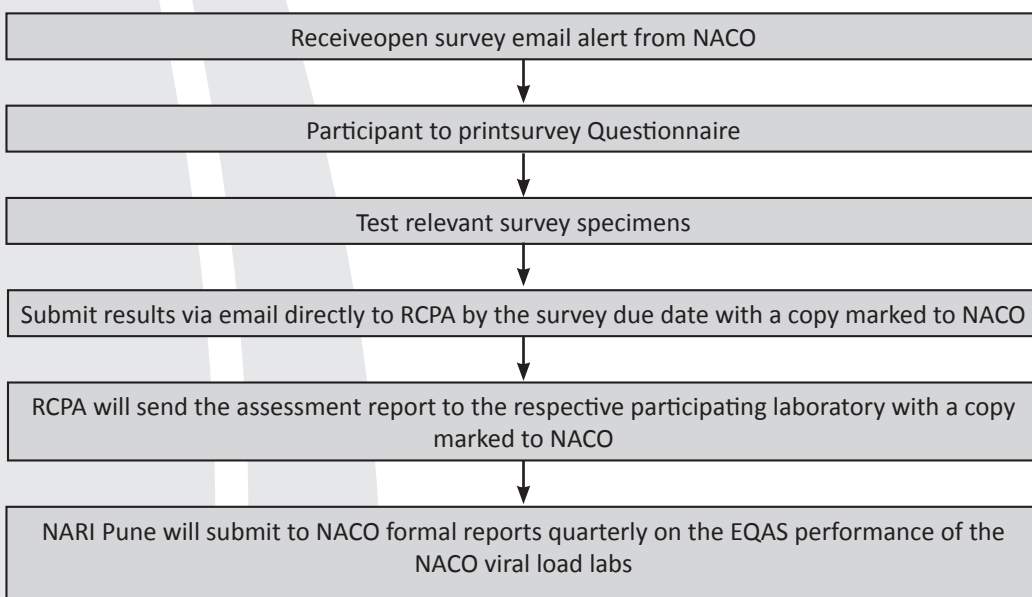 Receiveopen survey email alert from NACO
Participant to printsurvey Questionnaire
Test relevant survey specimens
Submit results via email directly to RCPA by the survey due date with a copy marked to NACO
RCPA will send the assessment report to the respective participating laboratory with a copy
marked to NACO
NARI Pune will submit to NACO formal reports quarterly on the EQAS performance of the
NACO viral load labs